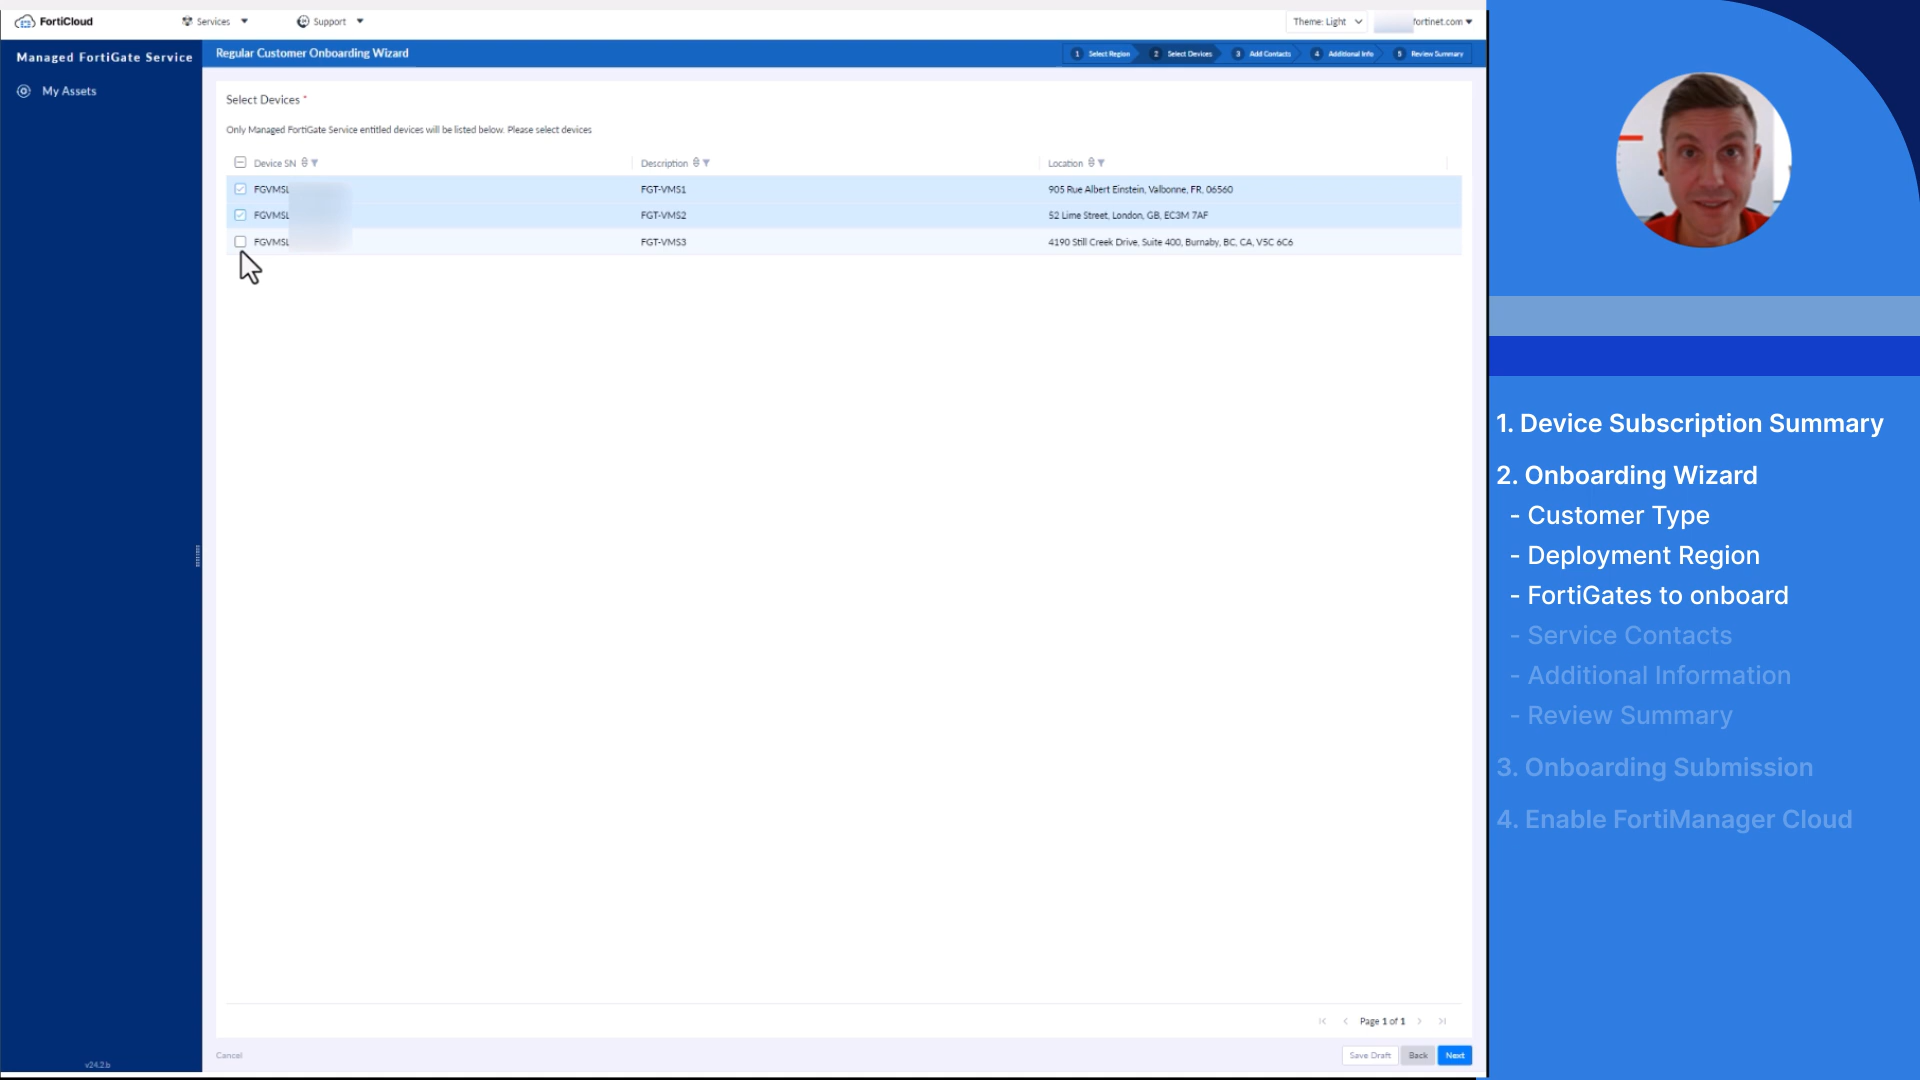 FortiCloud
Services
Support
Theme: Light
fortinet.com
Managed FortiGate Service
My Assets
Regular Customer Onboarding Wizard
1 Select Region
2 Select Devices
3 Add Contacts
4 Additional Info
5 Review Summary
Select Devices *
Only Managed FortiGate Service entitled devices will be listed below. Please select devices
Device SN Description Location
FGVMSL FGT-VMS1 905 Rue Albert Einstein, Valbonne, FR, 06560
FGVMSL FGT-VMS2 52 Lime Street, London, GB, EC3M 7AF
FGVMSL FGT-VMS3 4190 Still Creek Drive, Suite 400, Burnaby, BC, CA, V5C 6C6
Page 1 of 1
Cancel
Save Draft
Back
Next
v24.2.b
1. Device Subscription Summary
2. Onboarding Wizard
- Customer Type
- Deployment Region
- FortiGates to onboard
- Service Contacts
- Additional Information
- Review Summary
3. Onboarding Submission
4. Enable FortiManager Cloud